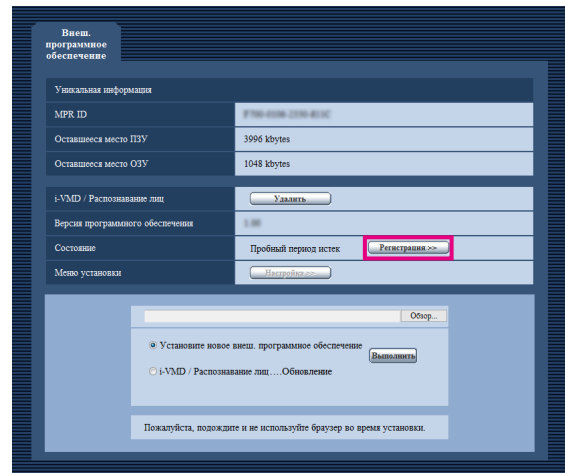 Внеш.
программное
обеспечение
Уникальная информация
MPR ID
Оставшееся место ПЗУ 3996 kbytes
Оставшееся место ОЗУ 1048 kbytes
i-VMD / Распознавание лиц Удалить
Версия программного обеспечения
Состояние Пробный период истек Регистрация >>
Меню установки Настройка >>
Обзор...
Установите новое внеш. программное обеспечение
Выполнить
i-VMD / Распознавание лиц....Обновление
Пожалуйста, подождите и не используйте браузер во время установки.